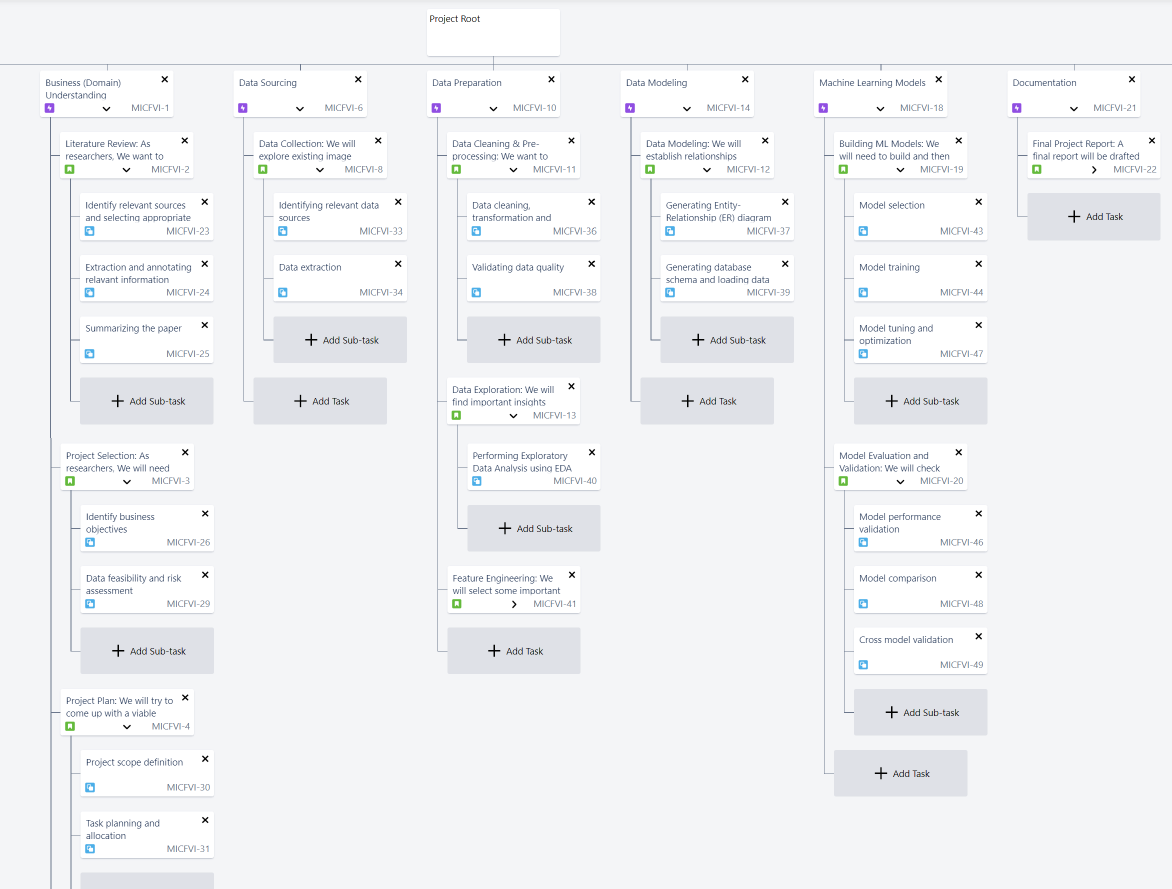 Project Root
Business (Domain)
Understanding
MICFVI-1
Literature Review: As
researchers, We want to
MICFVI-2
Identify relevant sources
and selecting appropriate
MICFVI-23
Extraction and annotating
relevant information
MICFVI-24
Summarizing the paper
MICFVI-25
Add Sub-task
Project Selection: As
researchers, We will need
MICFVI-3
Identify business
objectives
MICFVI-26
Data feasibility and risk
assessment
MICFVI-29
Add Sub-task
Project Plan: We will try to
come up with a viable
MICFVI-4
Project scope definition
MICFVI-30
Task planning and
allocation
MICFVI-31
Data Sourcing
MICFVI-6
Data Collection: We will
explore existing image
MICFVI-8
Identifying relevant data
sources
MICFVI-33
Data extraction
MICFVI-34
Add Sub-task
Add Task
Data Preparation
MICFVI-10
Data Cleaning & Pre-
processing: We want to
MICFVI-11
Data cleaning,
transformation and
MICFVI-36
Validating data quality
MICFVI-38
Add Sub-task
Data Exploration: We will
find important insights
MICFVI-13
Performing Exploratory
Data Analysis using EDA
MICFVI-40
Add Sub-task
Feature Engineering: We
will select some important
MICFVI-41
Add Task
Data Modeling
MICFVI-14
Data Modeling: We will
establish relationships
MICFVI-12
Generating Entity-
Relationship (ER) diagram
MICFVI-37
Generating database
schema and loading data
MICFVI-39
Add Sub-task
Add Task
Machine Learning Models
MICFVI-18
Building ML Models: We
will need to build and then
MICFVI-19
Model selection
MICFVI-43
Model training
MICFVI-44
Model tuning and
optimization
MICFVI-47
Add Sub-task
Model Evaluation and
Validation: We will check
MICFVI-20
Model performance
validation
MICFVI-46
Model comparison
MICFVI-48
Cross model validation
MICFVI-49
Add Sub-task
Add Task
Documentation
MICFVI-21
Final Project Report: A
final report will be drafted
MICFVI-22
Add Task